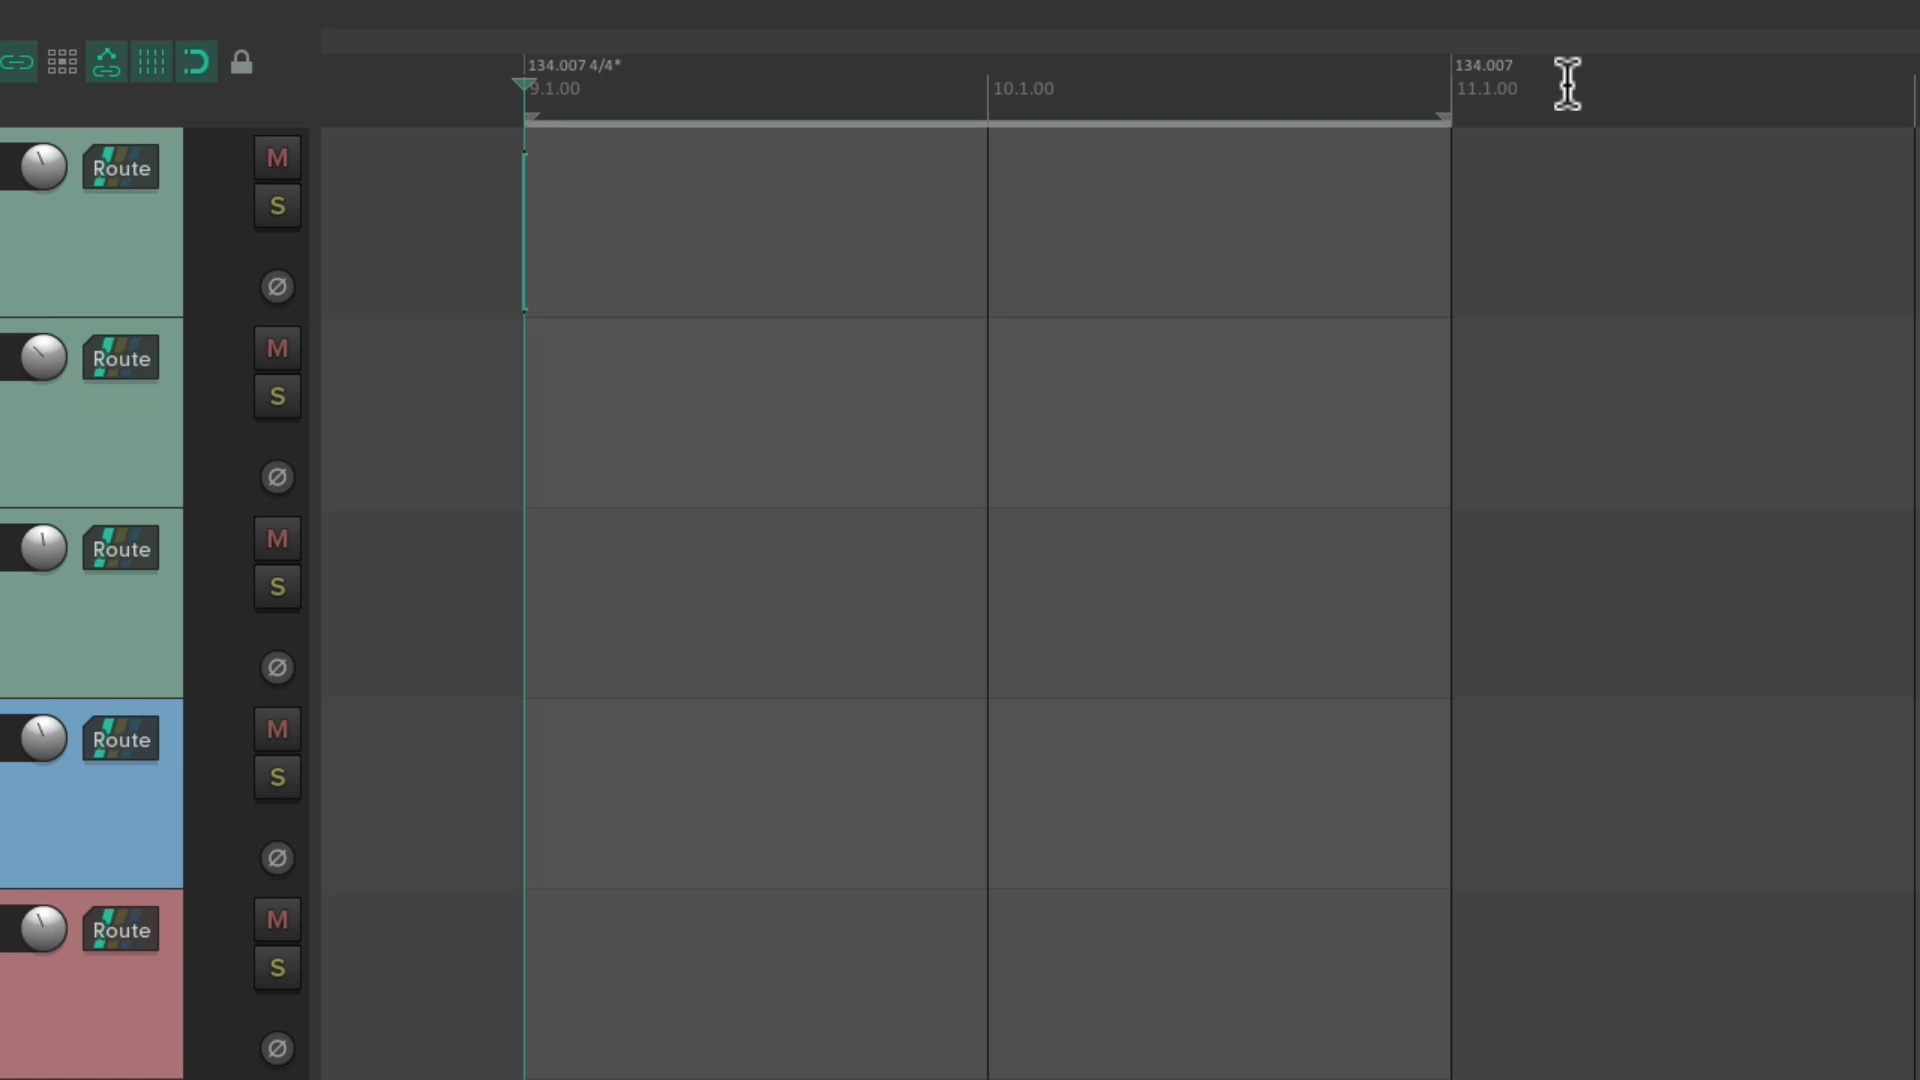 134.007 4/4*
134.007
9.1.00
10.1.00
11.1.00
Route
M
S
Route
M
S
Route
M
S
Route
M
S
Route
M
S